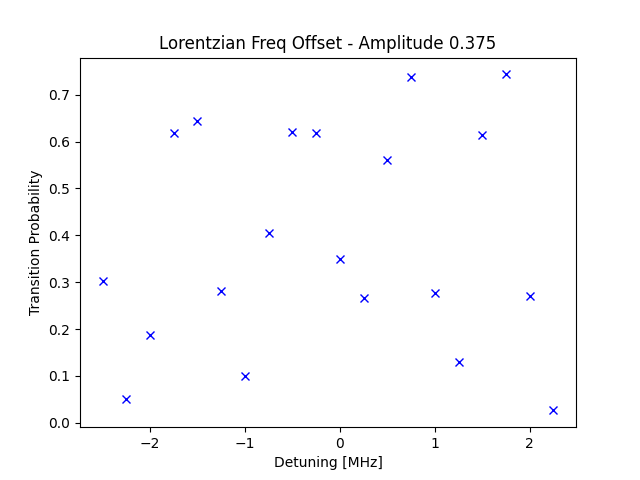 Lorentzian Freq Offset - Amplitude 0.375
Transition Probability
0.7
0.6
0.5
0.4
0.3
0.2
0.1
0.0
−2 −1 0 1 2
Detuning [MHz]